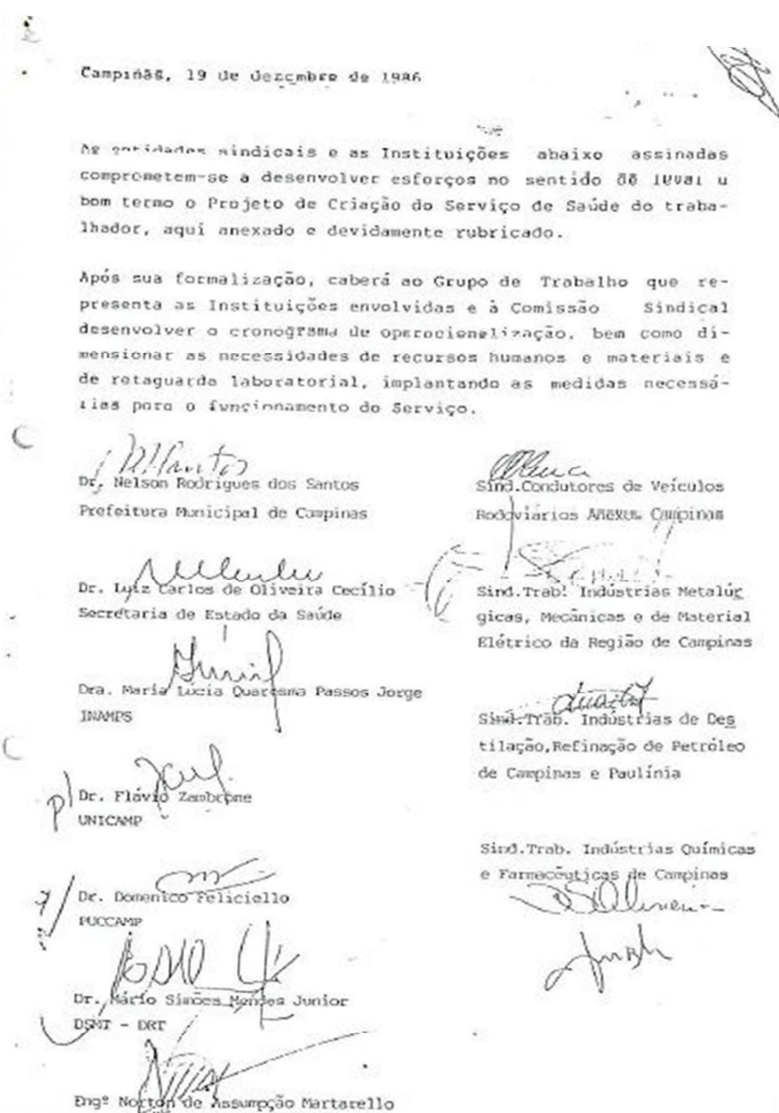 Campinas, 19 de dezembro de 1986
As entidades sindicais e as Instituições abaixo assinadas
comprometem-se a desenvolver esforços no sentido de levar a
bom termo o Projeto de Criação do Serviço de Saúde do traba-
lhador, aqui anexado e devidamente rubricado.
Após sua formalização, caberá ao Grupo de Trabalho que re-
presenta as Instituições envolvidas e à Comissão Sindical
desenvolver o cronograma de operacionalização, bem como di-
mensionar as necessidades de recursos humanos e materiais e
de retaguarda laboratorial, implantando as medidas necessá-
rias para o funcionamento do Serviço.
Dr. Nelson Rodrigues dos Santos
Prefeitura Municipal de Campinas
Dr. Luiz Carlos de Oliveira Cecílio
Secretaria de Estado da Saúde
Dra. Maria Lúcia Quaresma Passos Jorge
INAMPS
p/ Dr. Flávio Zambrone
UNICAMP
Dr. Domenico Feliciello
PUCCAMP
Dr. Mário Simões Mendes Junior
DSMT - DRT
Engº Norton de Assumpção Martarello
Sind.Condutores de Veículos
Rodoviários Anexos Campinas
Sind.Trab. Indústrias Metalúr
gicas, Mecânicas e de Material
Elétrico da Região de Campinas
Sind.Trab. Indústrias de Des
tilação,Refinação de Petróleo
de Campinas e Paulínia
Sind.Trab. Indústrias Químicas
e Farmacêuticas de Campinas